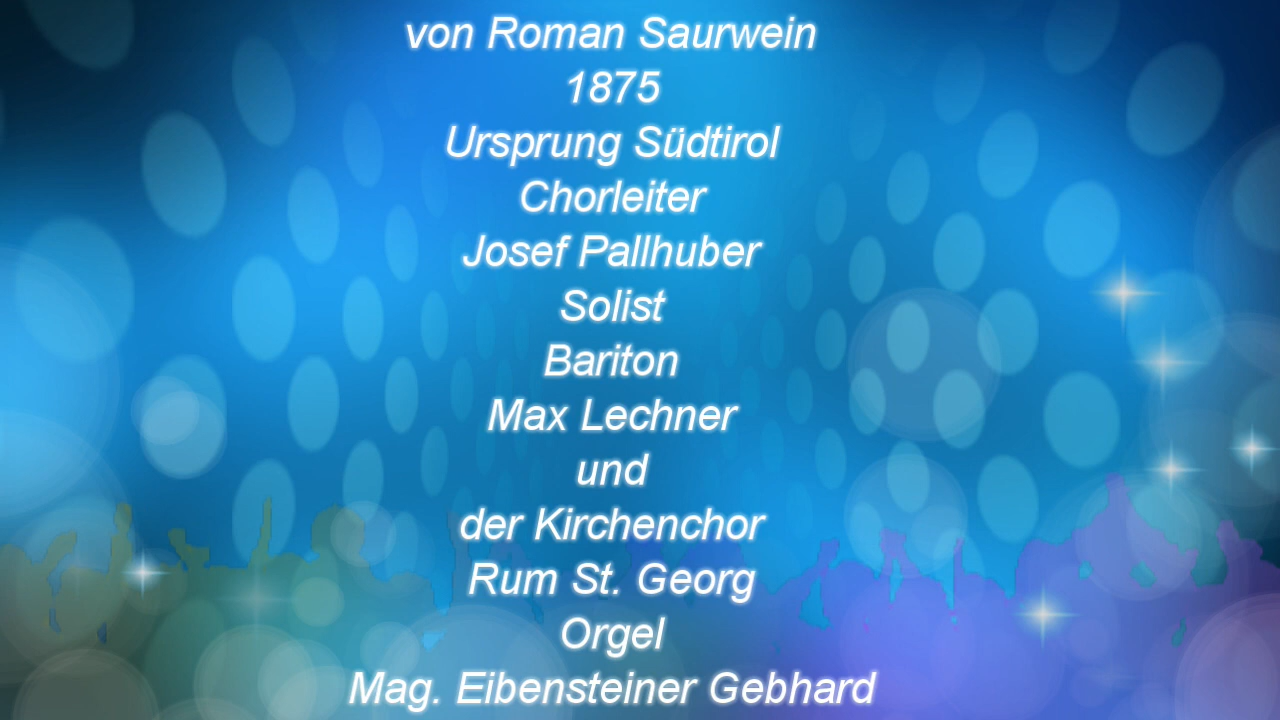 von Roman Saurwein
1875
Ursprung Südtirol
Chorleiter
Josef Pallhuber
Solist
Bariton
Max Lechner
und
der Kirchenchor
Rum St. Georg
Orgel
Mag. Eibensteiner Gebhard